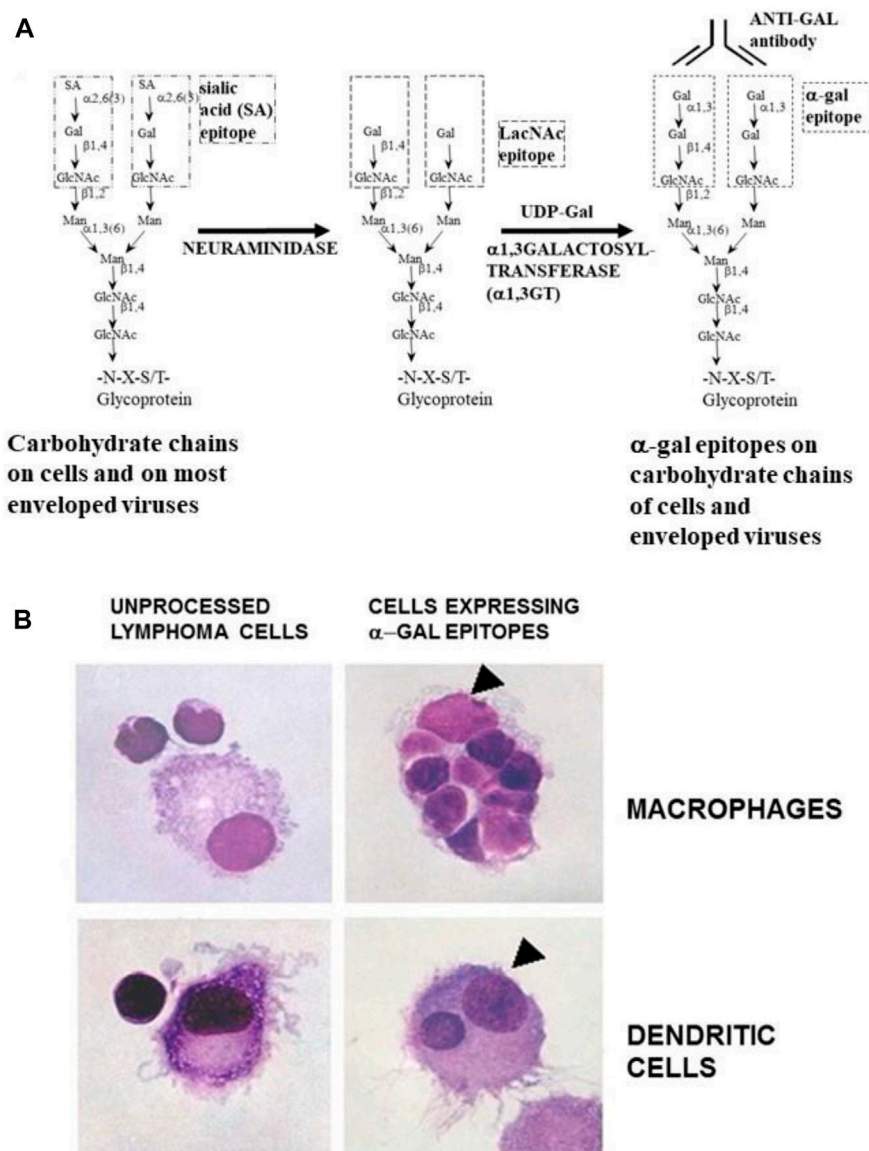 A
SA
α2,6(3)
Gal
β1,4
GlcNAc
β1,2
Man
α1,3(6)
SA
α2,6(3)
Gal
GlcNAc
Man
Man
β1,4
GlcNAc
β1,4
GlcNAc
-N-X-S/T-
Glycoprotein
sialic
acid (SA)
epitope
Carbohydrate chains
on cells and on most
enveloped viruses
NEURAMINIDASE
Gal
β1,4
GlcNAc
β1,2
Man
α1,3(6)
Gal
GlcNAc
Man
Man
β1,4
GlcNAc
β1,4
GlcNAc
-N-X-S/T-
Glycoprotein
LacNAc
epitope
UDP-Gal
α1,3GALACTOSYL-
TRANSFERASE
(α1,3GT)
ANTI-GAL
antibody
Gal
α1,3
Gal
β1,4
GlcNAc
β1,2
Man
α1,3(6)
Gal
α1,3
Gal
GlcNAc
Man
Man
β1,4
GlcNAc
β1,4
GlcNAc
-N-X-S/T-
Glycoprotein
α-gal
epitope
α-gal epitopes on
carbohydrate chains
of cells and
enveloped viruses
B
UNPROCESSED
LYMPHOMA CELLS
CELLS EXPRESSING
α–GAL EPITOPES
MACROPHAGES
DENDRITIC
CELLS